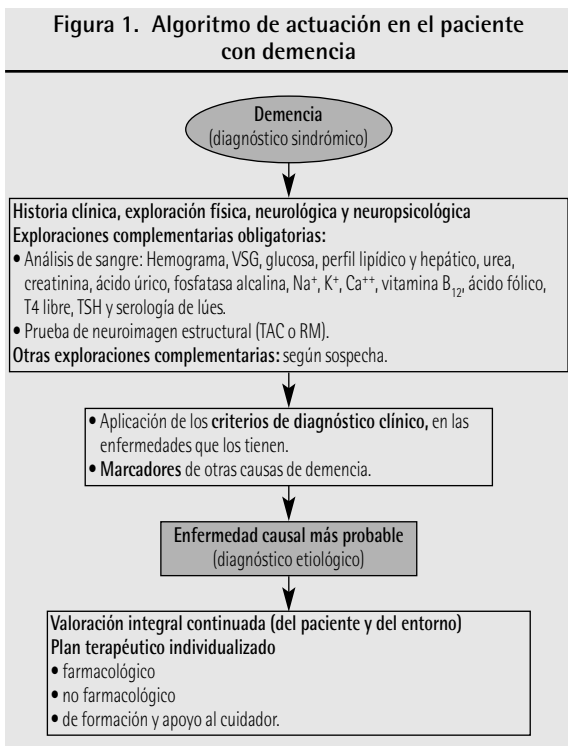 Figura 1. Algoritmo de actuación en el paciente
con demencia
Demencia
(diagnóstico sindrómico)
Historia clínica, exploración física, neurológica y neuropsicológica
Exploraciones complementarias obligatorias:
• Análisis de sangre: Hemograma, VSG, glucosa, perfil lipídico y hepático, urea,
creatinina, ácido úrico, fosfatasa alcalina, Na⁺, K⁺, Ca⁺⁺, vitamina B₁₂, ácido fólico,
T4 libre, TSH y serología de lúes.
• Prueba de neuroimagen estructural (TAC o RM).
Otras exploraciones complementarias: según sospecha.
• Aplicación de los criterios de diagnóstico clínico, en las
enfermedades que los tienen.
• Marcadores de otras causas de demencia.
Enfermedad causal más probable
(diagnóstico etiológico)
Valoración integral continuada (del paciente y del entorno)
Plan terapéutico individualizado
• farmacológico
• no farmacológico
• de formación y apoyo al cuidador.